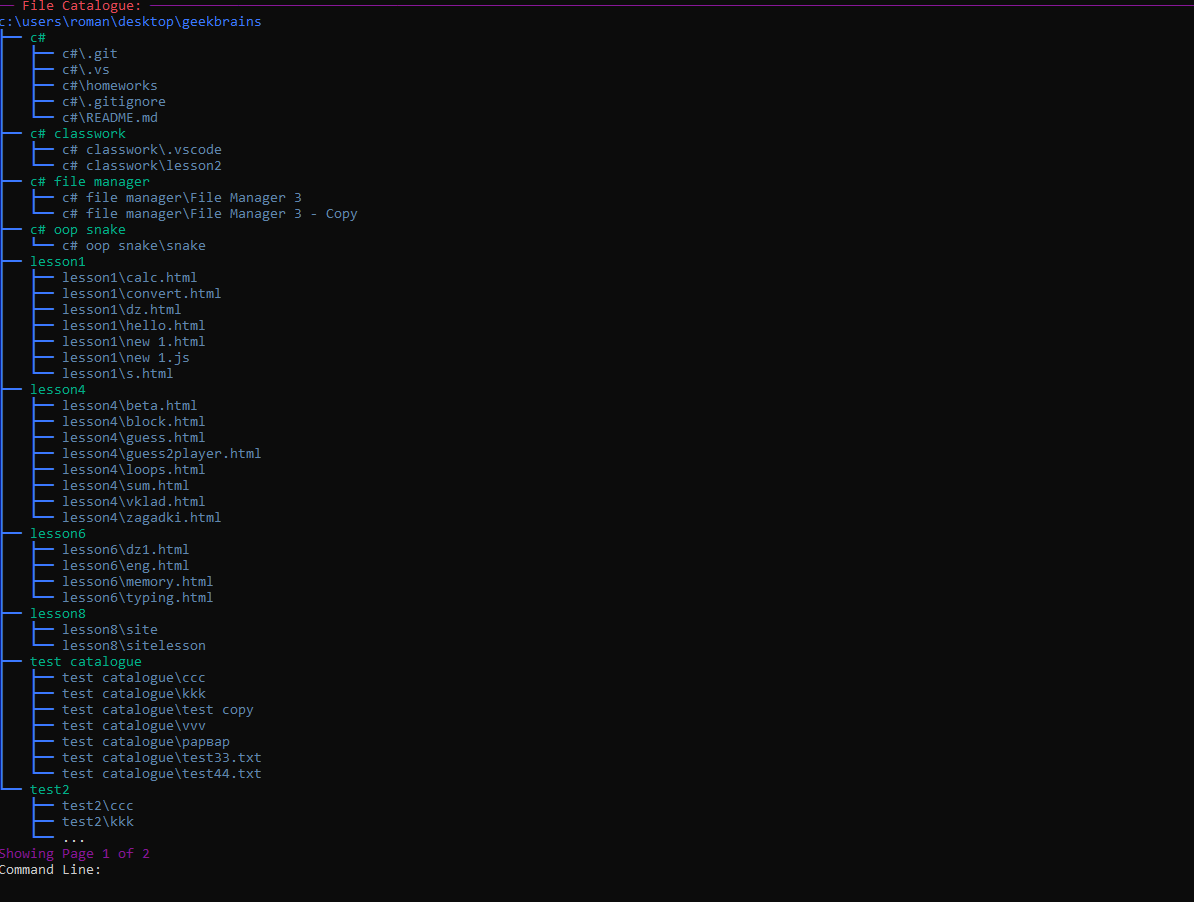 File Catalogue:
c:\users\roman\desktop\geekbrains
c#
c#\.git
c#\.vs
c#\homeworks
c#\.gitignore
c#\README.md
c# classwork
c# classwork\.vscode
c# classwork\lesson2
c# file manager
c# file manager\File Manager 3
c# file manager\File Manager 3 - Copy
c# oop snake
c# oop snake\snake
lesson1
lesson1\calc.html
lesson1\convert.html
lesson1\dz.html
lesson1\hello.html
lesson1\new 1.html
lesson1\new 1.js
lesson1\s.html
lesson4
lesson4\beta.html
lesson4\block.html
lesson4\guess.html
lesson4\guess2player.html
lesson4\loops.html
lesson4\sum.html
lesson4\vklad.html
lesson4\zagadki.html
lesson6
lesson6\dz1.html
lesson6\eng.html
lesson6\memory.html
lesson6\typing.html
lesson8
lesson8\site
lesson8\sitelesson
test catalogue
test catalogue\ccc
test catalogue\kkk
test catalogue\test copy
test catalogue\vvv
test catalogue\рарвар
test catalogue\test33.txt
test catalogue\test44.txt
test2
test2\ccc
test2\kkk
...
Showing Page 1 of 2
Command Line: